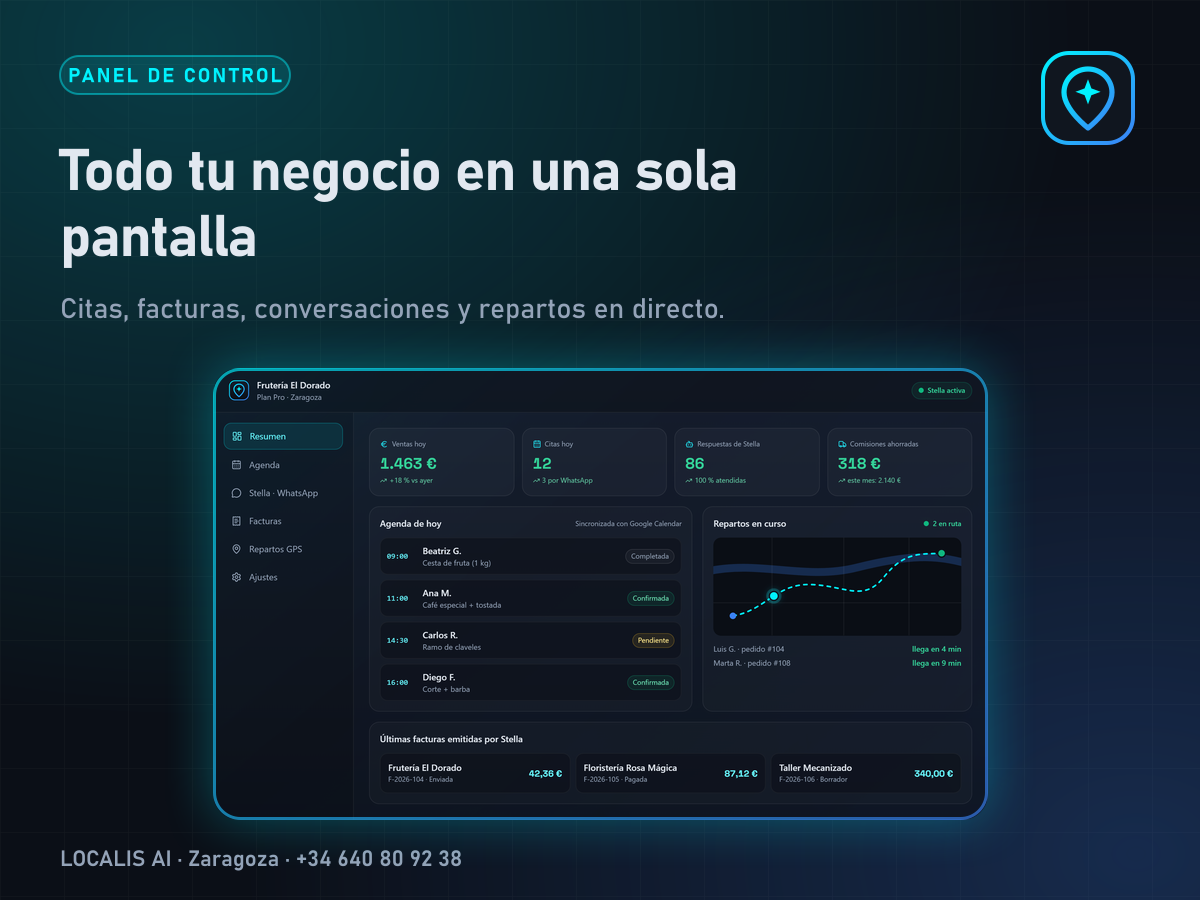 PANEL DE CONTROL
Todo tu negocio en una sola
pantalla
Citas, facturas, conversaciones y repartos en directo.
Frutería El Dorado
Plan Pro · Zaragoza
Stella activa
Resumen
Agenda
Stella · WhatsApp
Facturas
Repartos GPS
Ajustes
Ventas hoy
1.463 €
+18 % vs ayer
Citas hoy
12
3 por WhatsApp
Respuestas de Stella
86
100 % atendidas
Comisiones ahorradas
318 €
este mes: 2.140 €
Agenda de hoy
Sincronizada con Google Calendar
09:00
Beatriz G.
Cesta de fruta (1 kg)
Completada
11:00
Ana M.
Café especial + tostada
Confirmada
14:30
Carlos R.
Ramo de claveles
Pendiente
16:00
Diego F.
Corte + barba
Confirmada
Repartos en curso
2 en ruta
Luis G. · pedido #104
llega en 4 min
Marta R. · pedido #108
llega en 9 min
Últimas facturas emitidas por Stella
Frutería El Dorado
F-2026-104 · Enviada
42,36 €
Floristería Rosa Mágica
F-2026-105 · Pagada
87,12 €
Taller Mecanizado
F-2026-106 · Borrador
340,00 €
LOCALIS AI · Zaragoza · +34 640 80 92 38